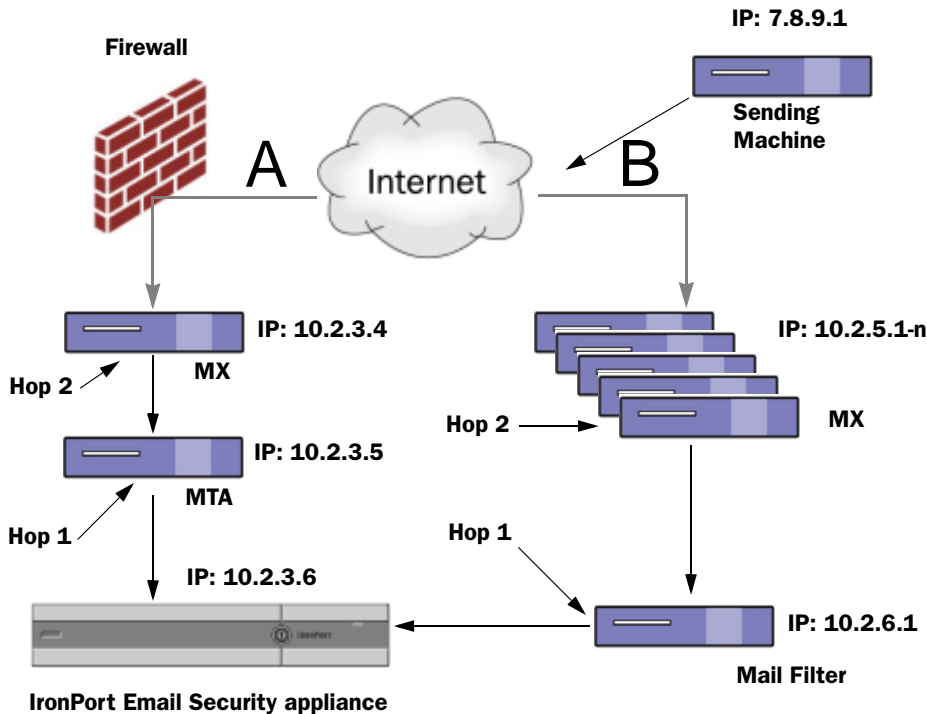 IP: 7.8.9.1
Firewall
Sending
Machine
A
Internet
B
IP: 10.2.3.4
MX
Hop 2
IP: 10.2.5.1-n
MX
Hop 2
IP: 10.2.3.5
MTA
Hop 1
Hop 1
IP: 10.2.3.6
IRONPORT
IronPort Email Security appliance
IP: 10.2.6.1
Mail Filter